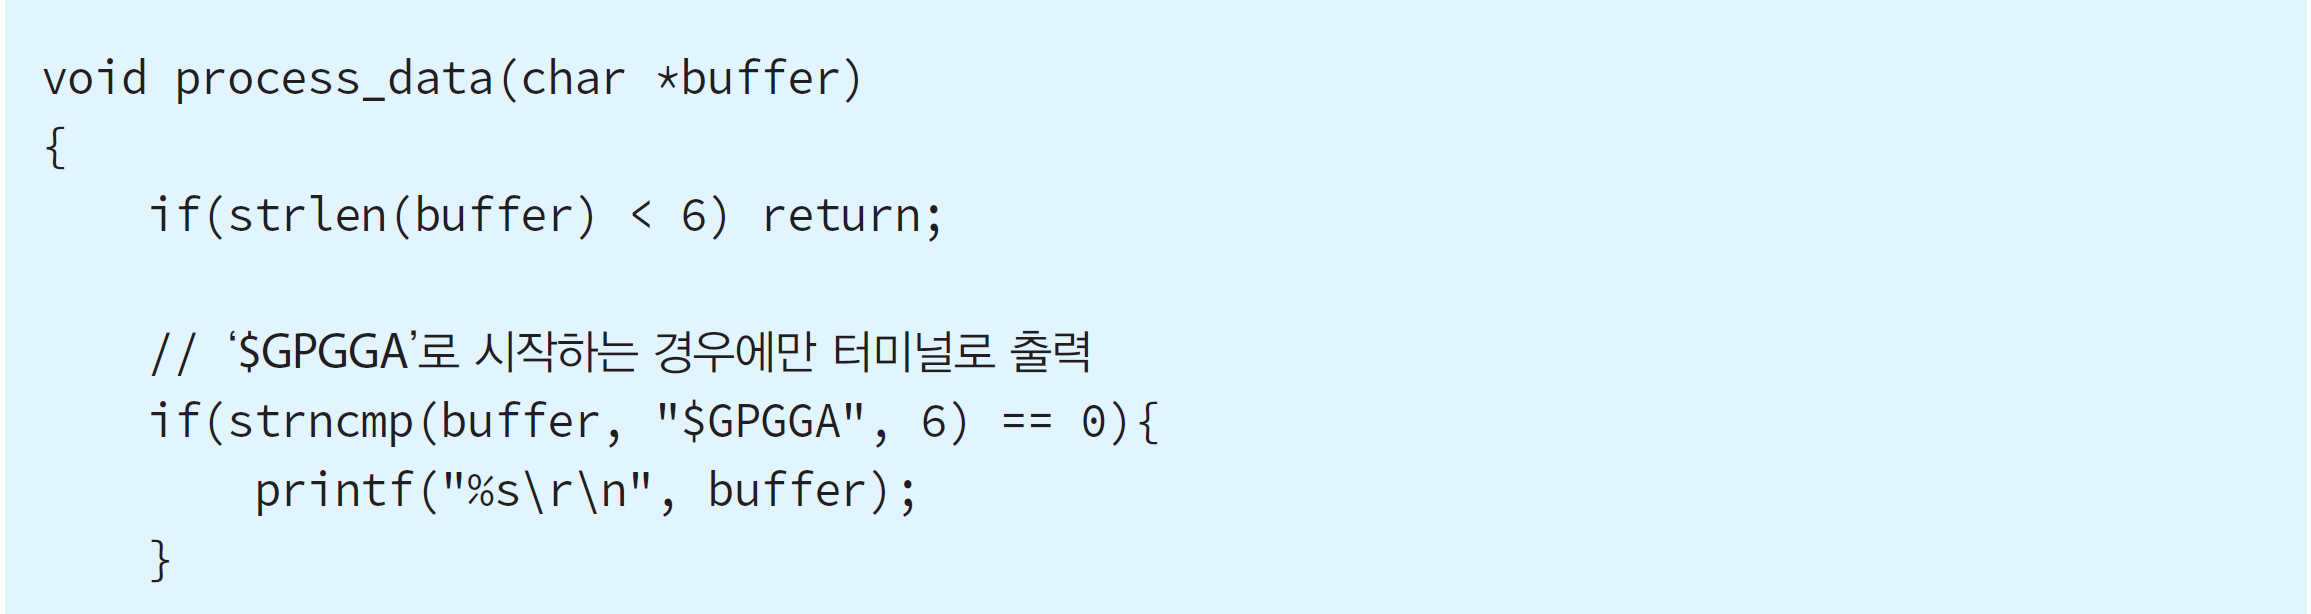 void process_data(char *buffer)
{
    if(strlen(buffer) < 6) return;

    // ‘$GPGGA’로 시작하는 경우에만 터미널로 출력
    if(strncmp(buffer, "$GPGGA", 6) == 0){
        printf("%s\r\n", buffer);
    }